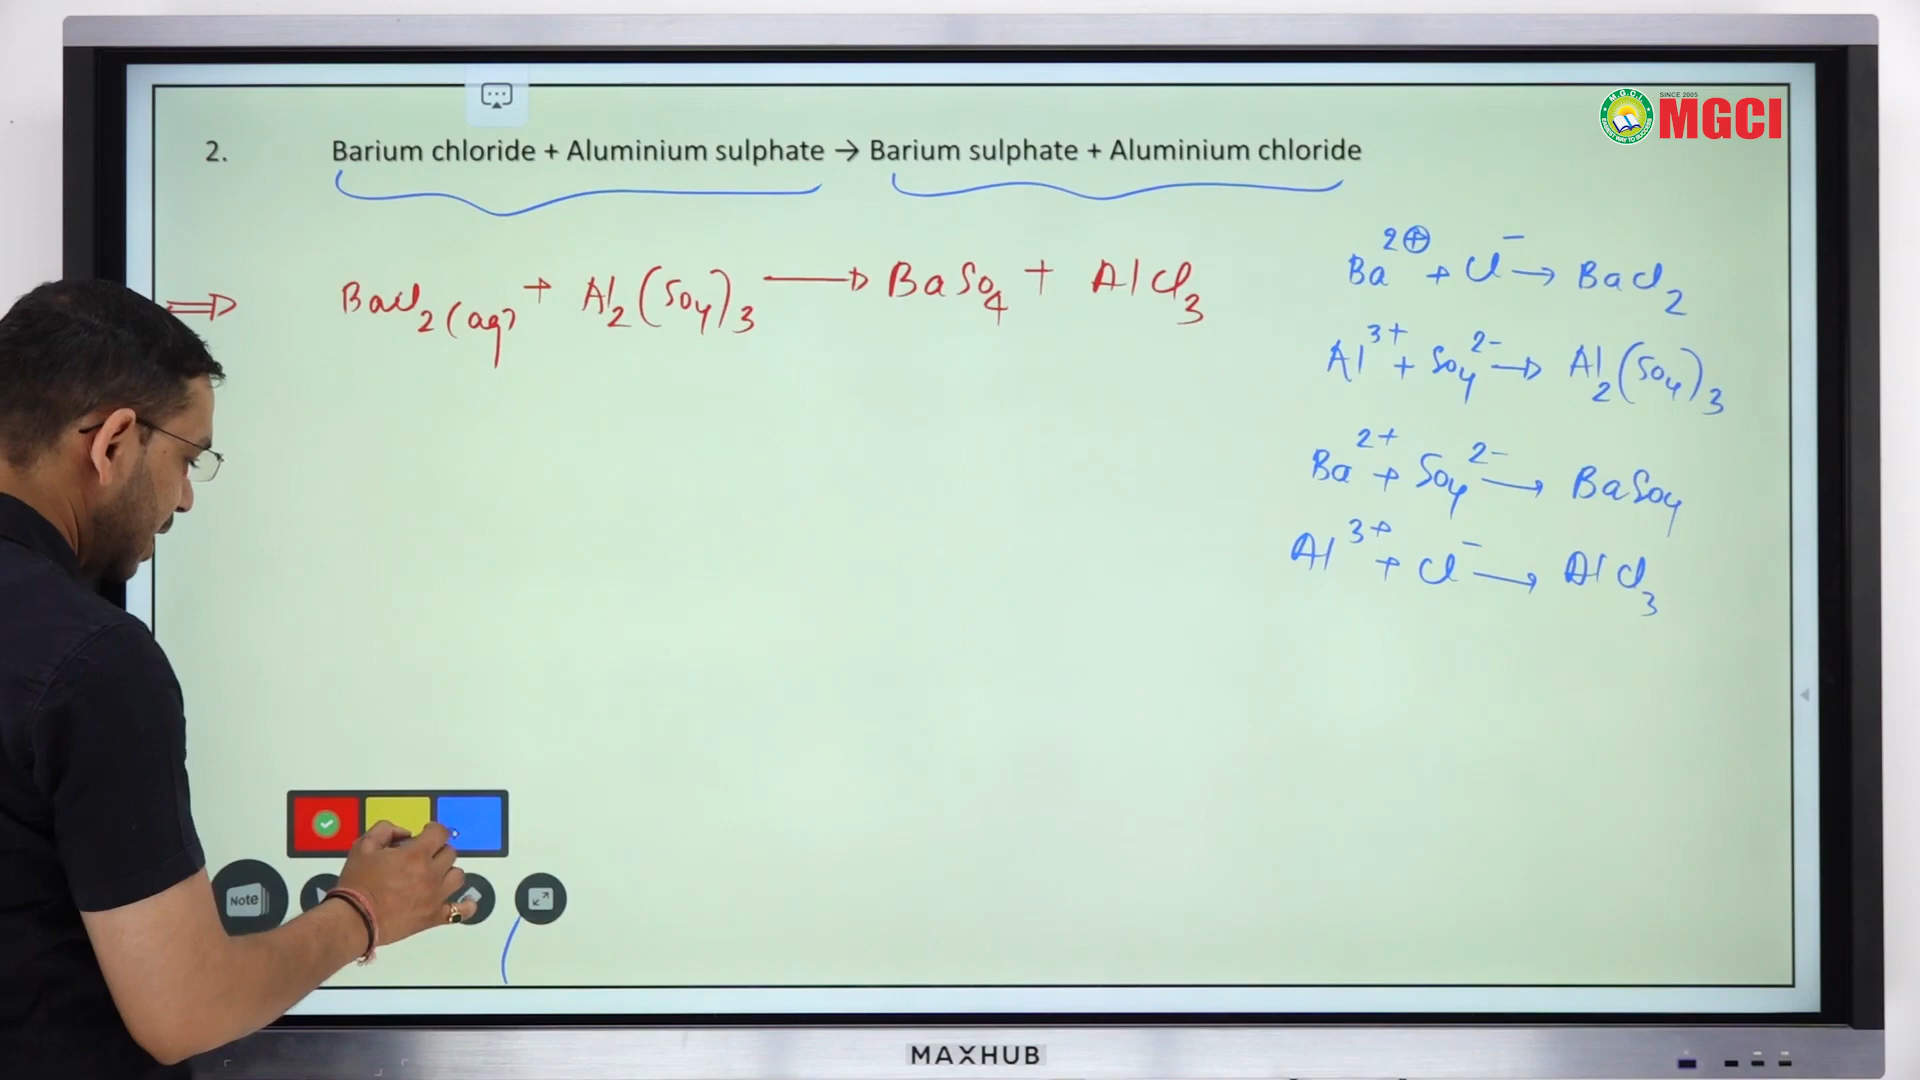 SINCE 2005
M.G.C.I.
MGCI
2. Barium chloride + Aluminium sulphate → Barium sulphate + Aluminium chloride
⇒ BaCl₂(aq) + Al₂(SO₄)₃ ⟶ BaSO₄ + AlCl₃
Ba²⊕ + Cl⁻ → BaCl₂
Al³⁺ + SO₄²⁻ → Al₂(SO₄)₃
Ba²⁺ + SO₄²⁻ → BaSO₄
Al³⁺ + Cl⁻ → AlCl₃
Note
MAXHUB